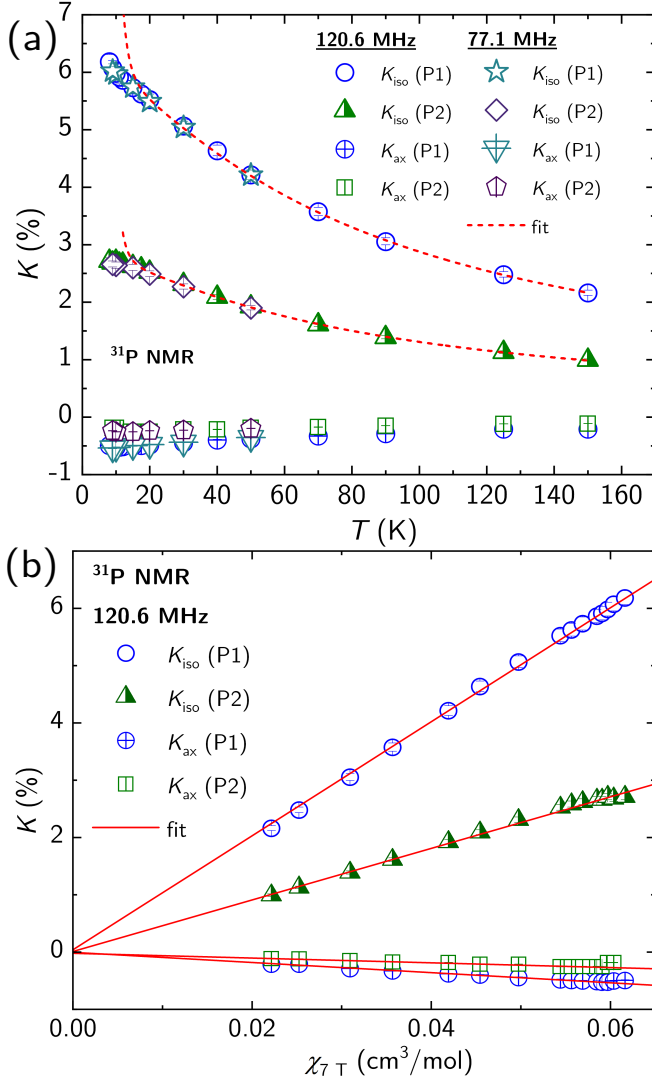 (a)
120.6 MHz 77.1 MHz
K_iso (P1) K_iso (P1)
K_iso (P2) K_iso (P2)
K_ax (P1) K_ax (P1)
K_ax (P2) K_ax (P2)
fit
³¹P NMR
K (%)
6
5
4
3
2
1
0
-1
0 20 40 60 80 100 120 140 160
T (K)
(b)
³¹P NMR
120.6 MHz
K_iso (P1)
K_iso (P2)
K_ax (P1)
K_ax (P2)
fit
K (%)
6
4
2
0
0.00 0.02 0.04 0.06
χ_7 T (cm³/mol)